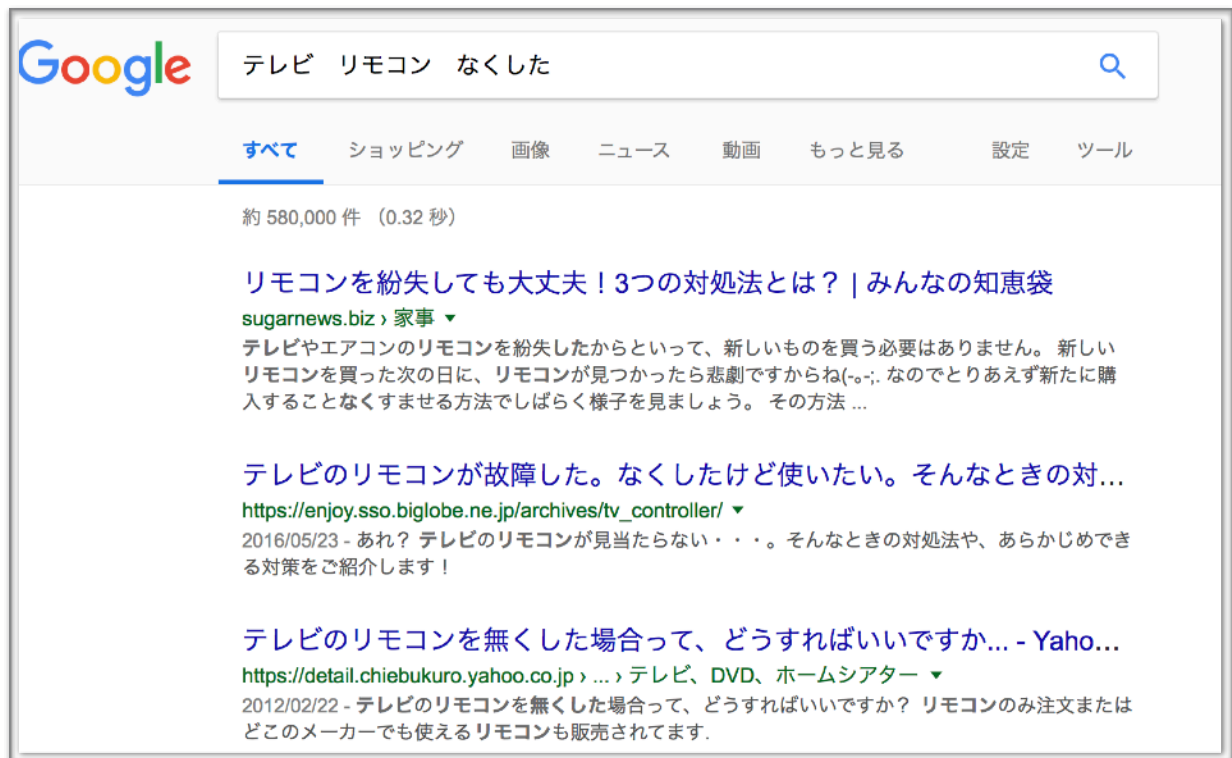 Google テレビ　リモコン　なくした
すべて ショッピング 画像 ニュース 動画 もっと見る 設定 ツール
約 580,000 件 （0.32 秒）
リモコンを紛失しても大丈夫！3つの対処法とは？ | みんなの知恵袋
sugarnews.biz › 家事 ▼
テレビやエアコンのリモコンを紛失したからといって、新しいものを買う必要はありません。 新しい
リモコンを買った次の日に、リモコンが見つかったら悲劇ですからね(-｡-;. なのでとりあえず新たに購
入することなくすませる方法でしばらく様子を見ましょう。 その方法 ...
テレビのリモコンが故障した。なくしたけど使いたい。そんなときの対...
https://enjoy.sso.biglobe.ne.jp/archives/tv_controller/ ▼
2016/05/23 - あれ？ テレビのリモコンが見当たらない・・・。そんなときの対処法や、あらかじめでき
る対策をご紹介します！
テレビのリモコンを無くした場合って、どうすればいいですか... - Yaho...
https://detail.chiebukuro.yahoo.co.jp › ... › テレビ、DVD、ホームシアター ▼
2012/02/22 - テレビのリモコンを無くした場合って、どうすればいいですか？ リモコンのみ注文または
どこのメーカーでも使えるリモコンも販売されてます.